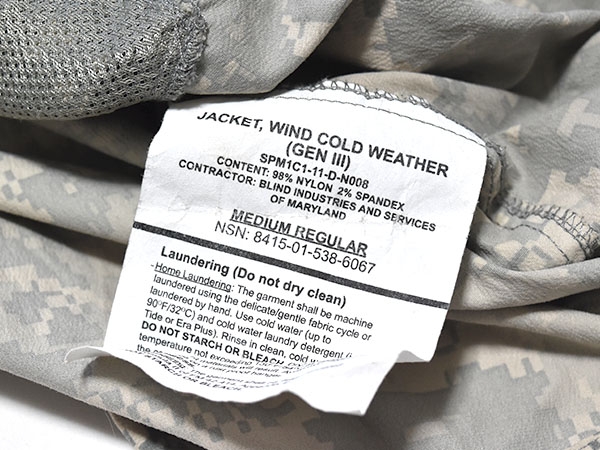 JACKET, WIND COLD WEATHER
(GEN III)
SPM1C1-11-D-N008
CONTENT: 98% NYLON 2% SPANDEX
CONTRACTOR: BLIND INDUSTRIES AND SERVICES
OF MARYLAND
MEDIUM REGULAR
NSN: 8415-01-538-6067
Laundering (Do not dry clean)
-Home Laundering: The garment shall be machine
laundered using the delicate/gentle fabric cycle or
laundered by hand. Use cold water (up to
90°F/32°C) and cold water laundry detergent (
Tide or Era Plus). Rinse in clean, cold
DO NOT STARCH OR BLEACH
temperature not exceeding